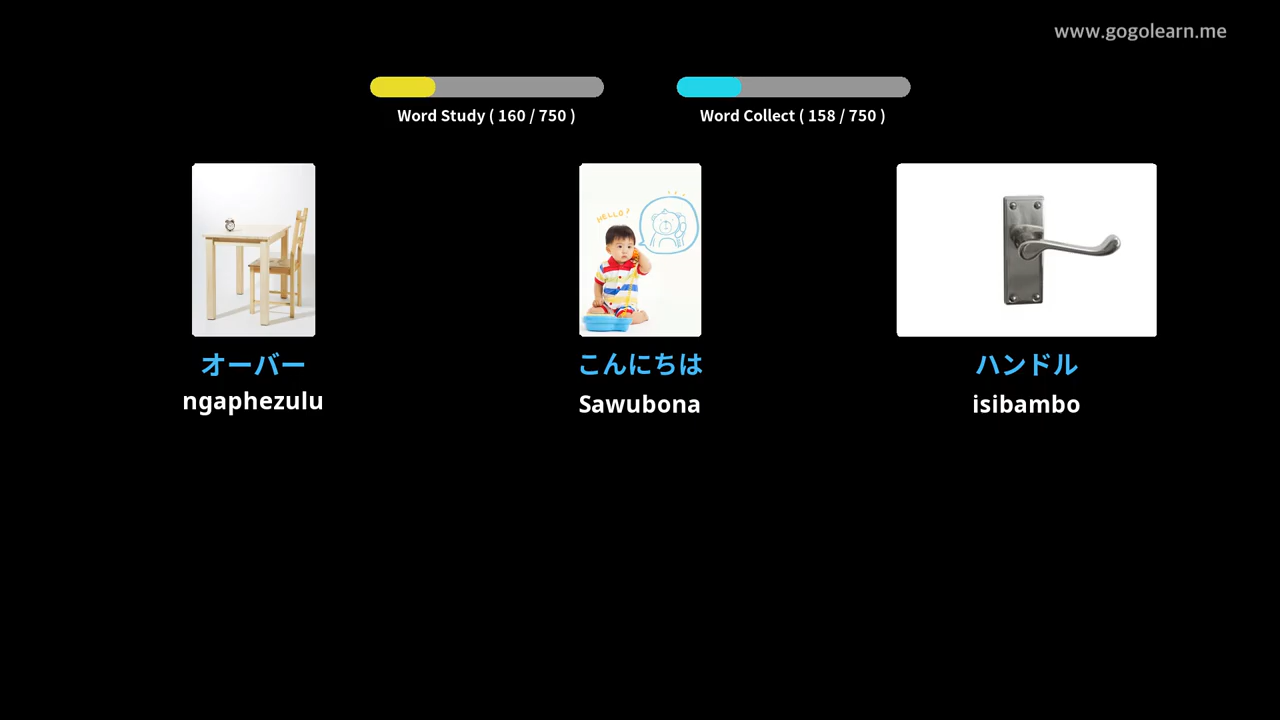 www.gogolearn.me
Word Study ( 160 / 750 )
Word Collect ( 158 / 750 )
HELLO?
オーバー
こんにちは
ハンドル
ngaphezulu
Sawubona
isibambo